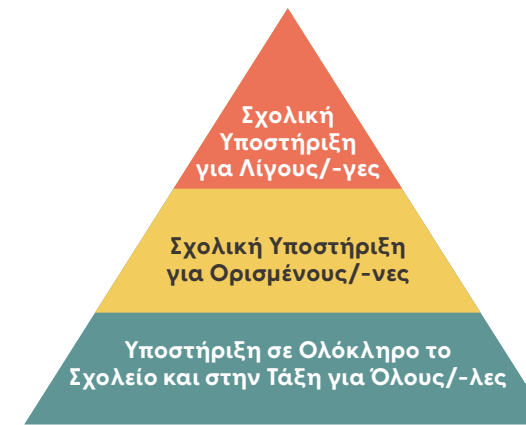 Σχολική
Υποστήριξη
για Λίγους/-γες
Σχολική Υποστήριξη
για Ορισμένους/-νες
Υποστήριξη σε Ολόκληρο το
Σχολείο και στην Τάξη για Όλους/-λες